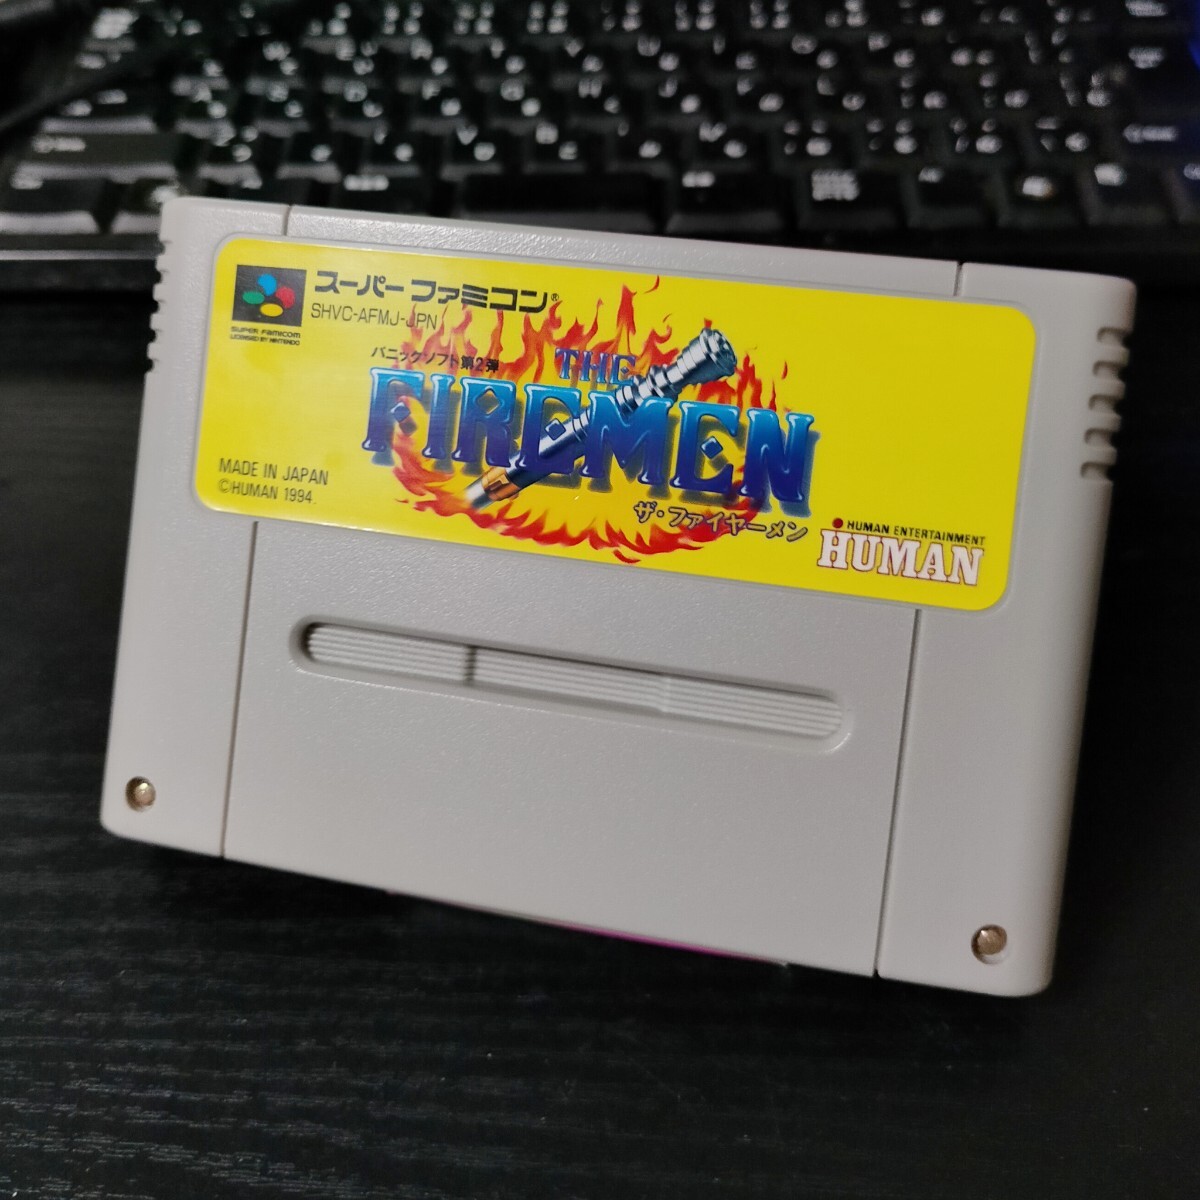 スーパーファミコン®
SHVC-AFMJ-JPN
SUPER FAMICOM
LICENSED BY NINTENDO
パニックソフト第2弾
THE
FIREMEN
ザ・ファイヤーメン
MADE IN JAPAN
©HUMAN 1994
HUMAN ENTERTAINMENT
HUMAN